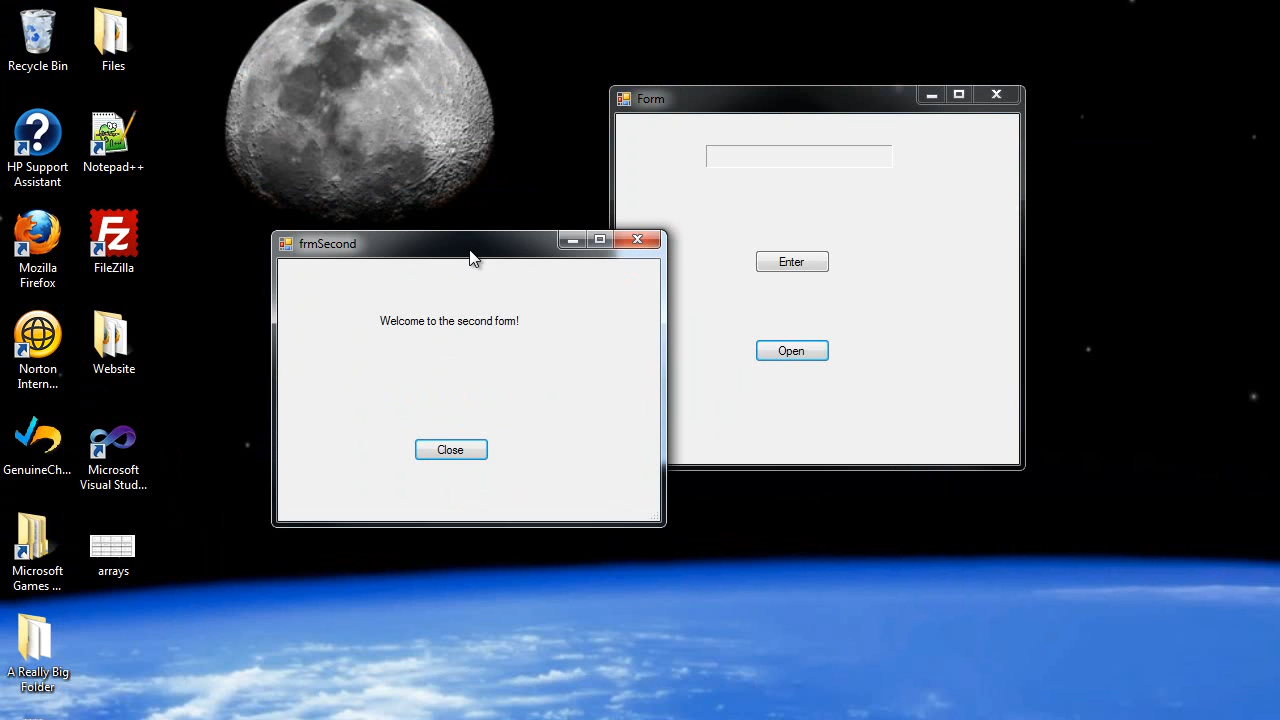 Recycle Bin
Files
HP Support
Assistant
Notepad++
Mozilla
Firefox
FileZilla
Norton
Intern...
Website
GenuineCh...
Microsoft
Visual Stud...
Microsoft
Games ...
arrays
A Really Big
Folder
Form
Enter
Open
frmSecond
Welcome to the second form!
Close